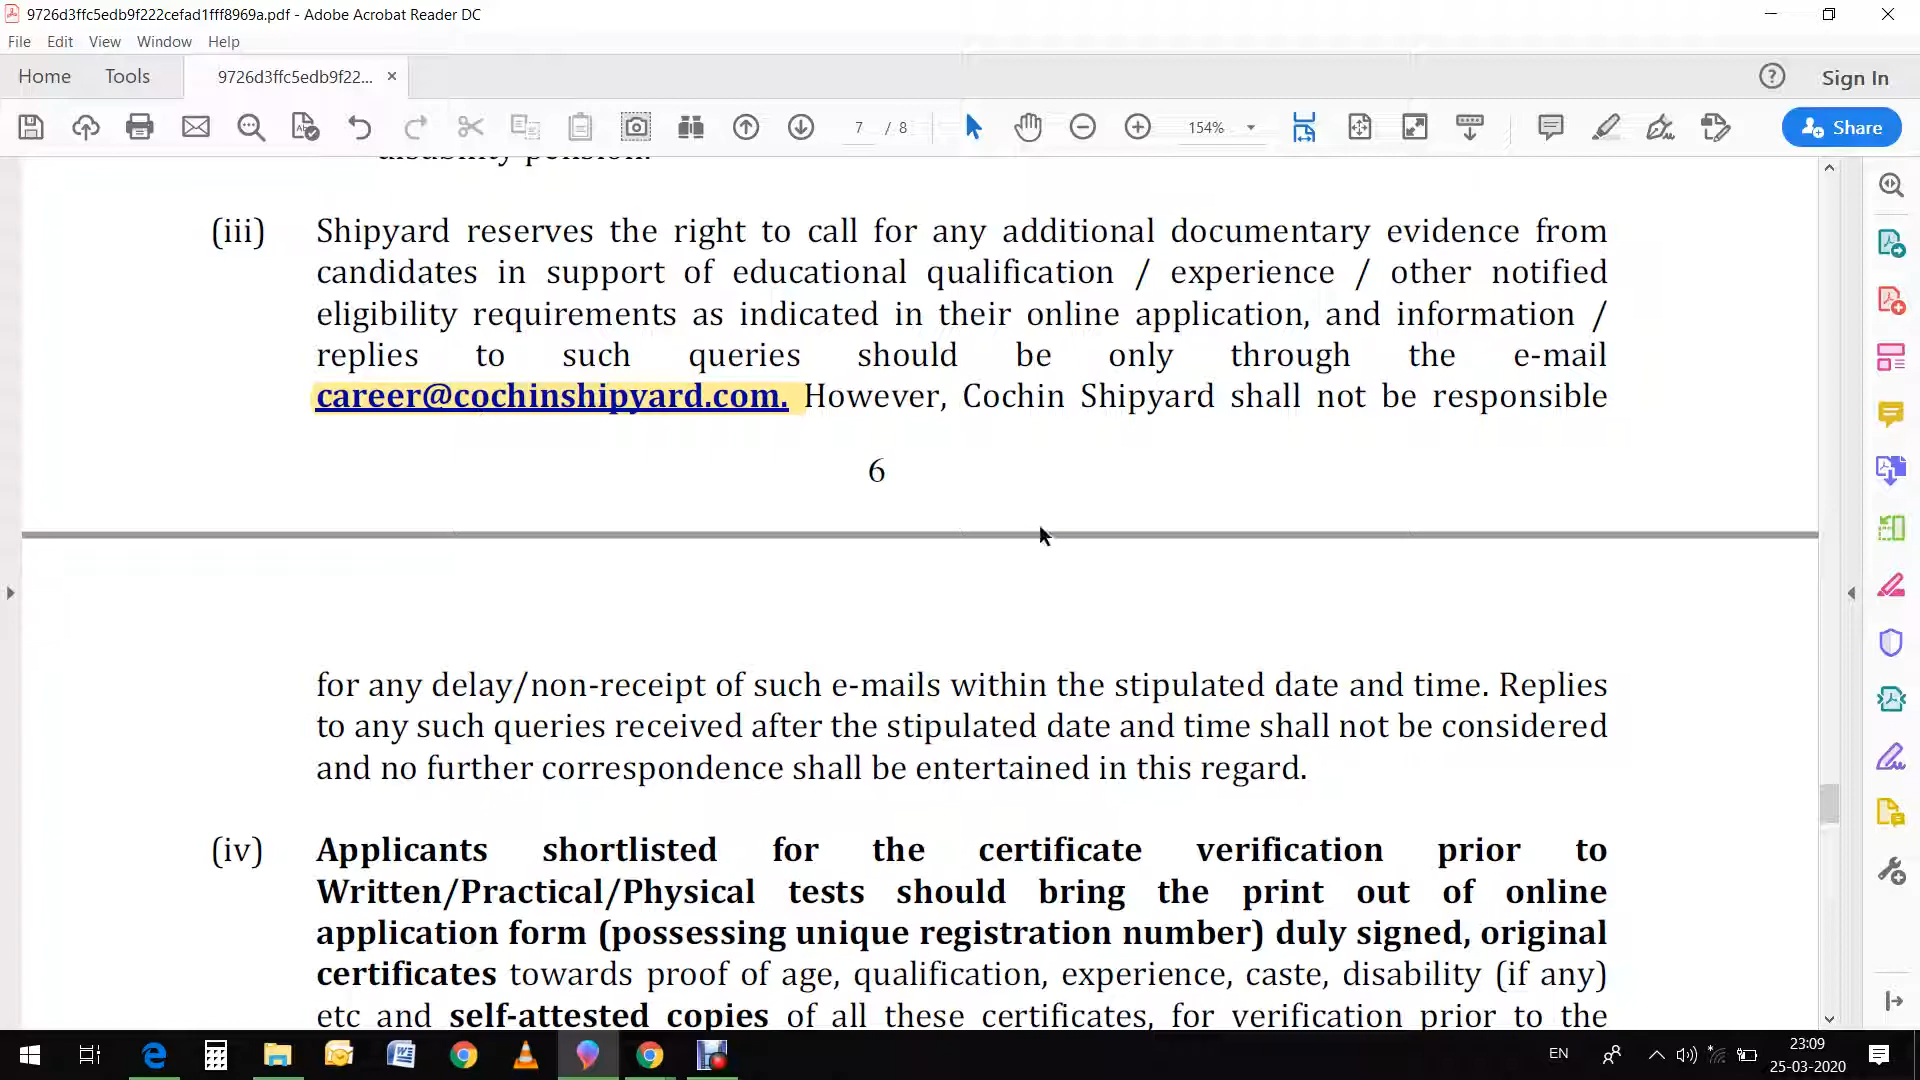 9726d3ffc5edb9f222cefad1fff8969a.pdf - Adobe Acrobat Reader DC
File Edit View Window Help
Home Tools 9726d3ffc5edb9f22... × Sign In
7 / 8 154% Share
disability pension.
(iii) Shipyard reserves the right to call for any additional documentary evidence from
candidates in support of educational qualification / experience / other notified
eligibility requirements as indicated in their online application, and information /
replies to such queries should be only through the e-mail
career@cochinshipyard.com. However, Cochin Shipyard shall not be responsible
6
for any delay/non-receipt of such e-mails within the stipulated date and time. Replies
to any such queries received after the stipulated date and time shall not be considered
and no further correspondence shall be entertained in this regard.
(iv) Applicants shortlisted for the certificate verification prior to
Written/Practical/Physical tests should bring the print out of online
application form (possessing unique registration number) duly signed, original
certificates towards proof of age, qualification, experience, caste, disability (if any)
etc and self-attested copies of all these certificates, for verification prior to the
EN 23:09
25-03-2020